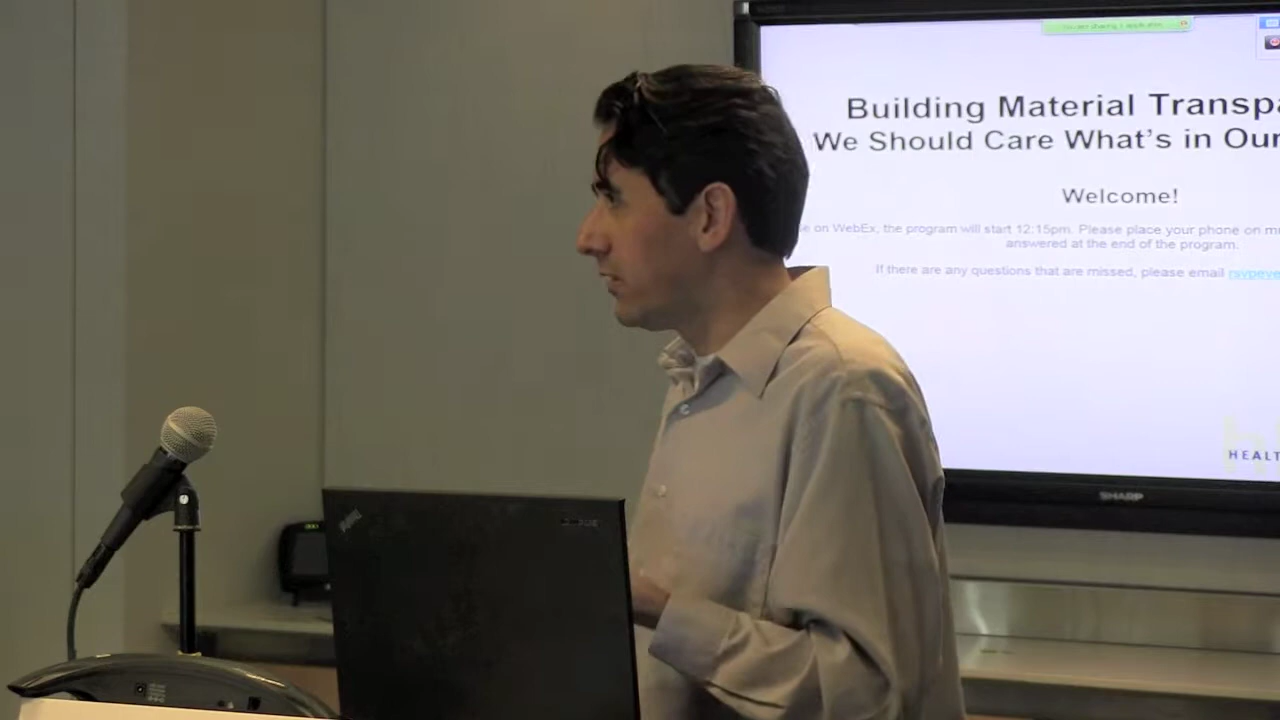 Building Material Transpa
We Should Care What's in Our
Welcome!
e on WebEx, the program will start 12:15pm. Please place your phone on m
answered at the end of the program.
If there are any questions that are missed, please email rsvpeve
HEALT
SHARP